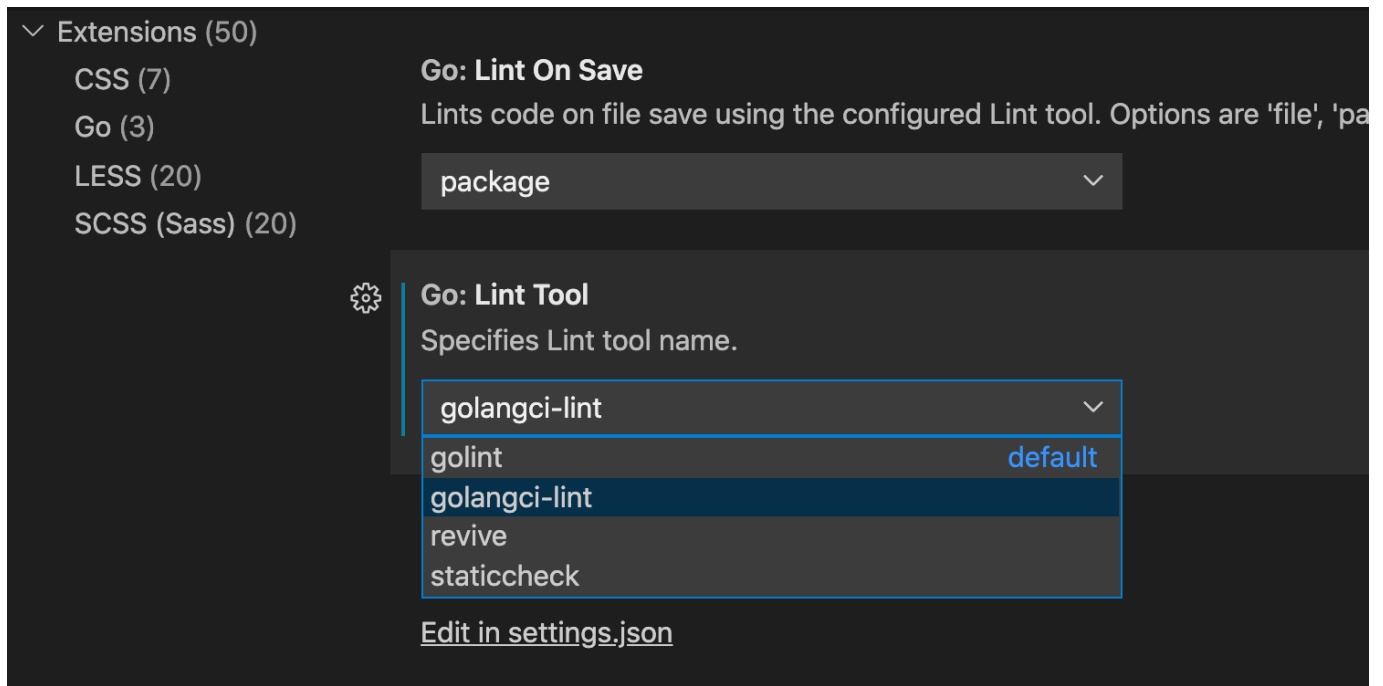 Extensions (50)
CSS (7)
Go (3)
LESS (20)
SCSS (Sass) (20)
Go: Lint On Save
Lints code on file save using the configured Lint tool. Options are 'file', 'pa
package
Go: Lint Tool
Specifies Lint tool name.
golangci-lint
golint default
golangci-lint
revive
staticcheck
Edit in settings.json